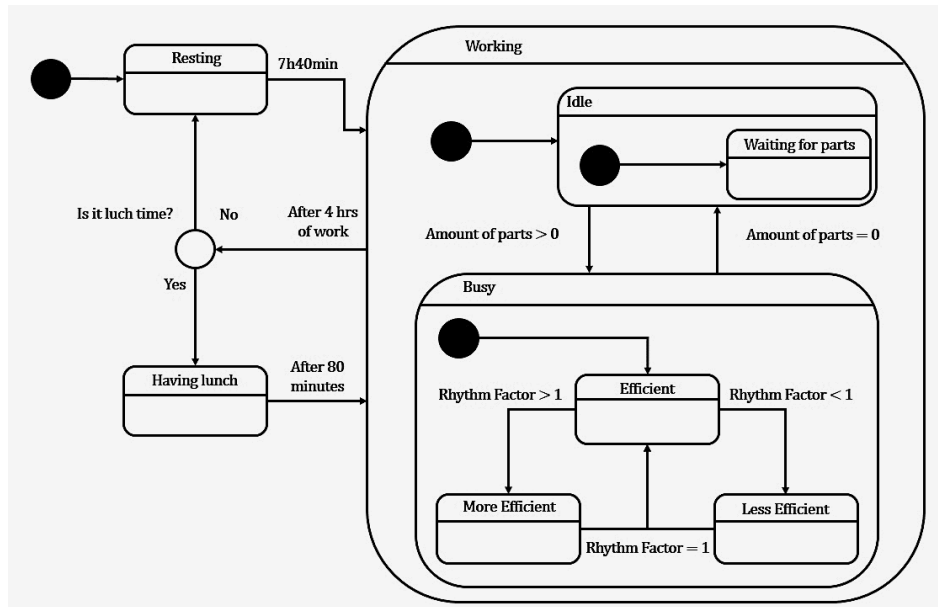 Working
Resting
7h40min
Idle
Waiting for parts
Is it luch time?
No
After 4 hrs
of work
Amount of parts > 0
Amount of parts = 0
Yes
Busy
Having lunch
After 80
minutes
Efficient
Rhythm Factor > 1
Rhythm Factor < 1
More Efficient
Less Efficient
Rhythm Factor = 1